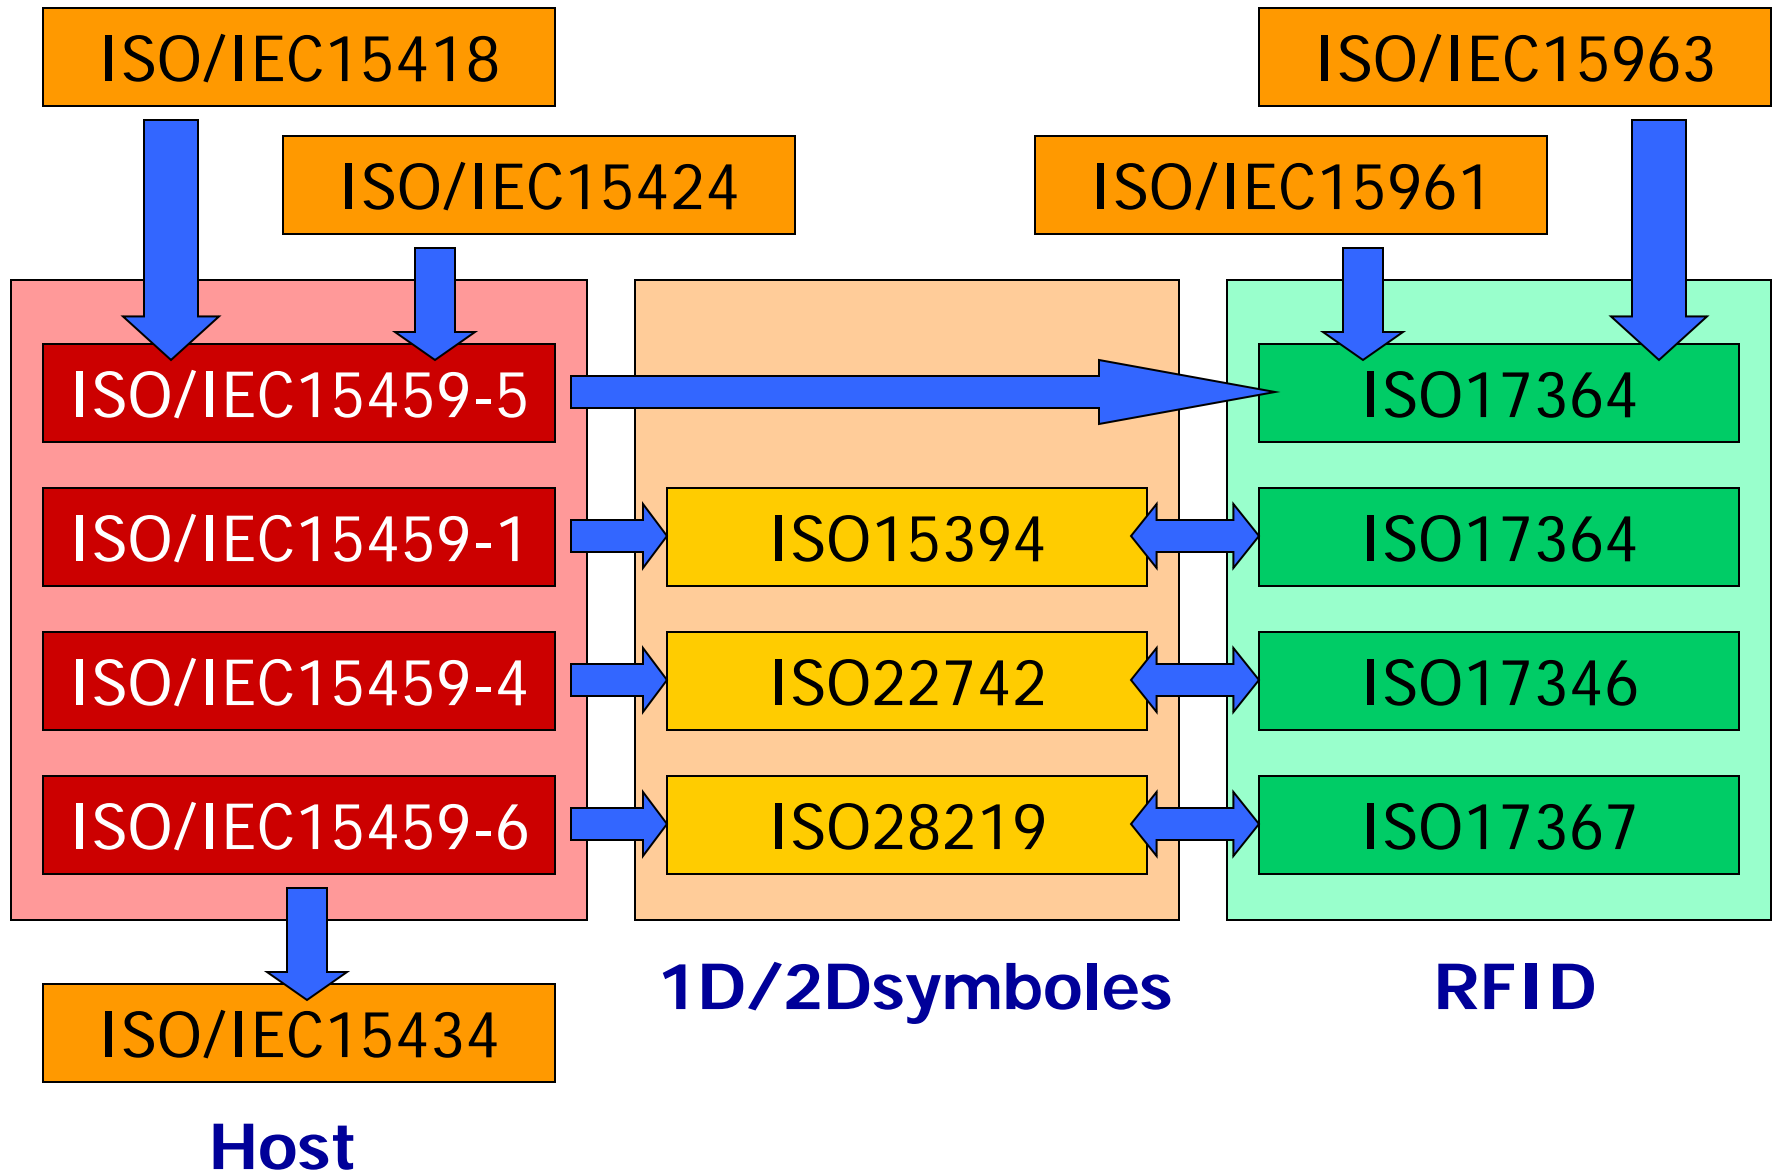 ISO/IEC15418
ISO/IEC15963
ISO/IEC15424
ISO/IEC15961
ISO/IEC15459-5
ISO17364
ISO/IEC15459-1
ISO15394
ISO17364
ISO/IEC15459-4
ISO22742
ISO17346
ISO/IEC15459-6
ISO28219
ISO17367
1D/2Dsymboles
RFID
ISO/IEC15434
Host